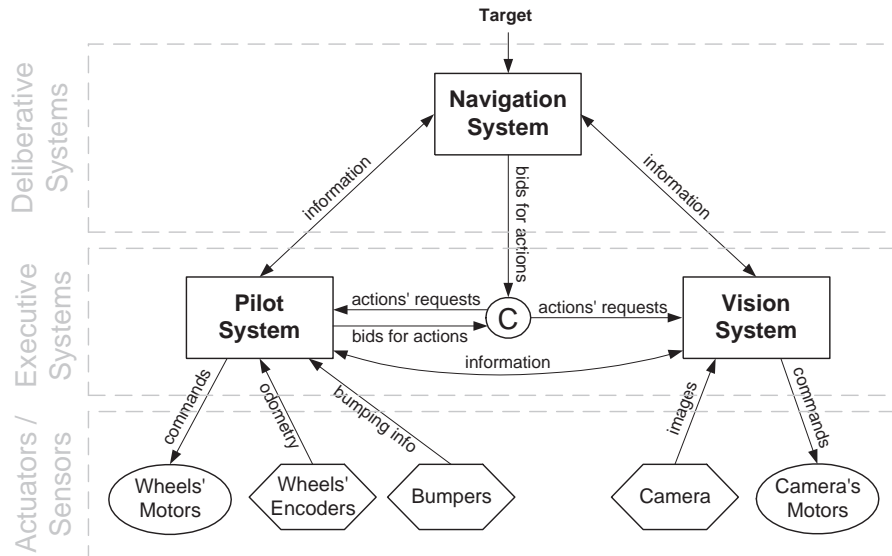 Target
Deliberative
Systems
Navigation
System
information
bids for actions
information
Executive
Systems
Pilot
System
actions' requests
bids for actions
C
actions' requests
information
Vision
System
Actuators /
Sensors
commands
odometry
bumping info
images
commands
Wheels'
Motors
Wheels'
Encoders
Bumpers
Camera
Camera's
Motors